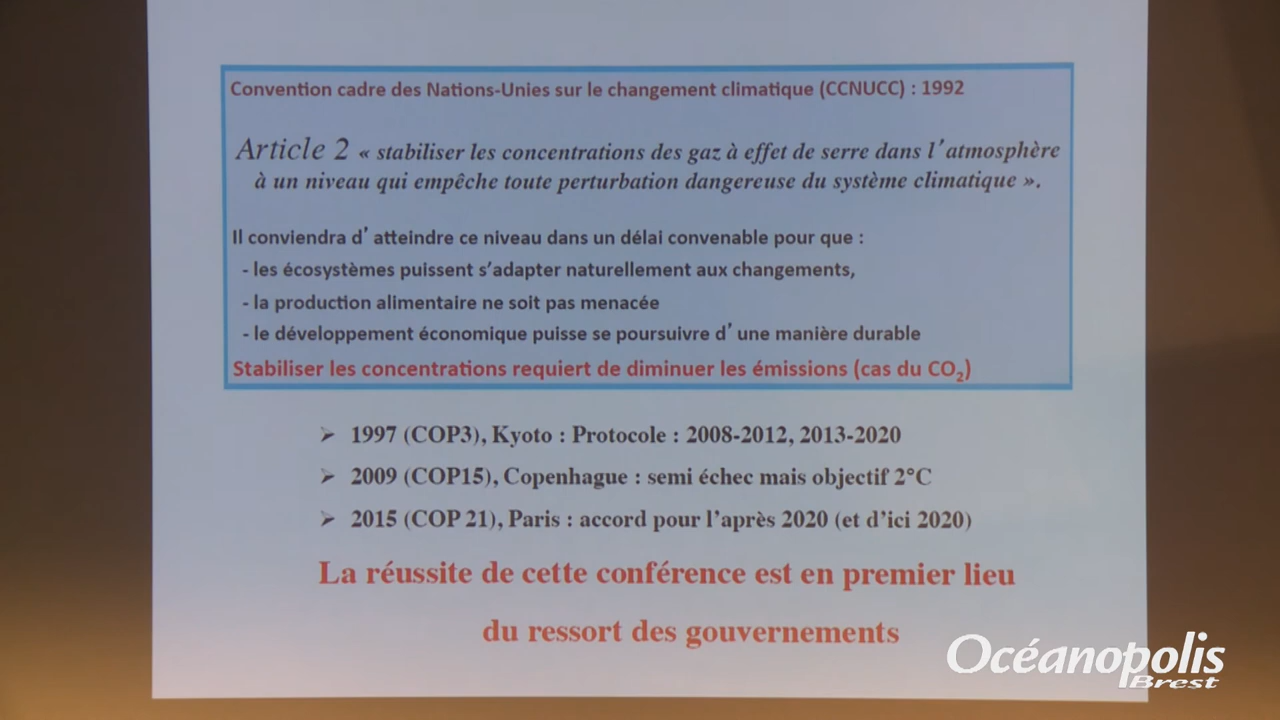 Convention cadre des Nations-Unies sur le changement climatique (CCNUCC) : 1992
Article 2 « stabiliser les concentrations des gaz à effet de serre dans l’atmosphère
à un niveau qui empêche toute perturbation dangereuse du système climatique ».
Il conviendra d’ atteindre ce niveau dans un délai convenable pour que :
- les écosystèmes puissent s’adapter naturellement aux changements,
- la production alimentaire ne soit pas menacée
- le développement économique puisse se poursuivre d’ une manière durable
Stabiliser les concentrations requiert de diminuer les émissions (cas du CO₂)
➢ 1997 (COP3), Kyoto : Protocole : 2008-2012, 2013-2020
➢ 2009 (COP15), Copenhague : semi échec mais objectif 2°C
➢ 2015 (COP 21), Paris : accord pour l’après 2020 (et d’ici 2020)
La réussite de cette conférence est en premier lieu
du ressort des gouvernements
Océanopolis
Brest